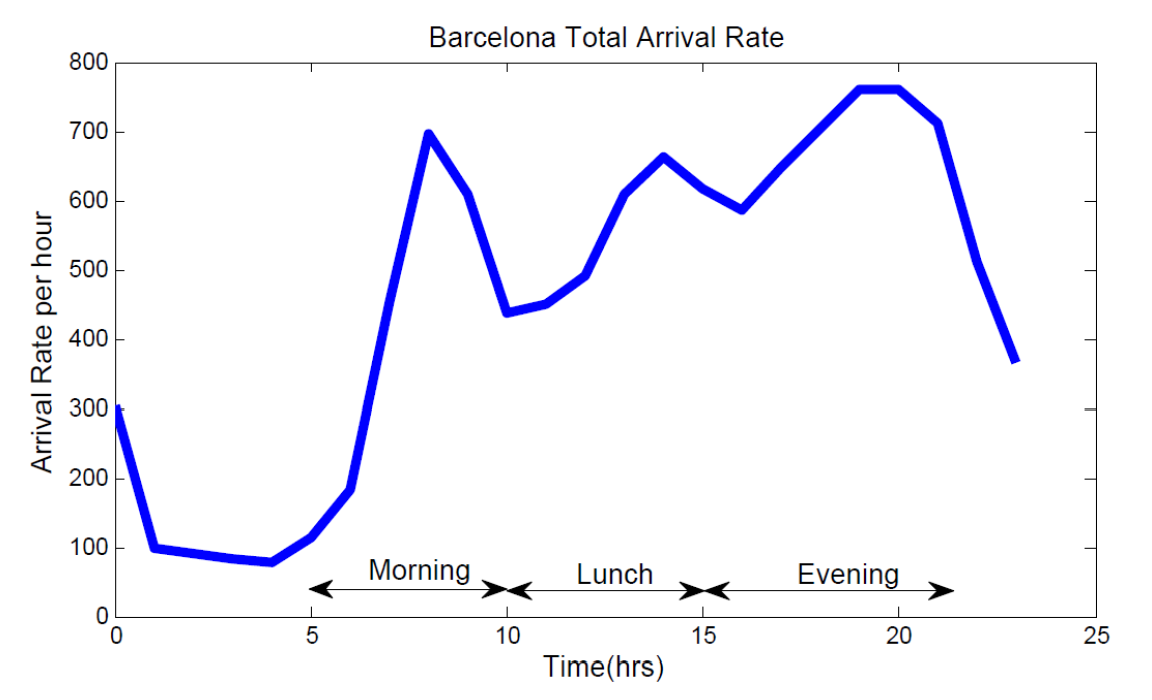 Barcelona Total Arrival Rate
800
700
600
500
400
300
200
100
0
Arrival Rate per hour
Morning
Lunch
Evening
0 5 10 15 20 25
Time(hrs)